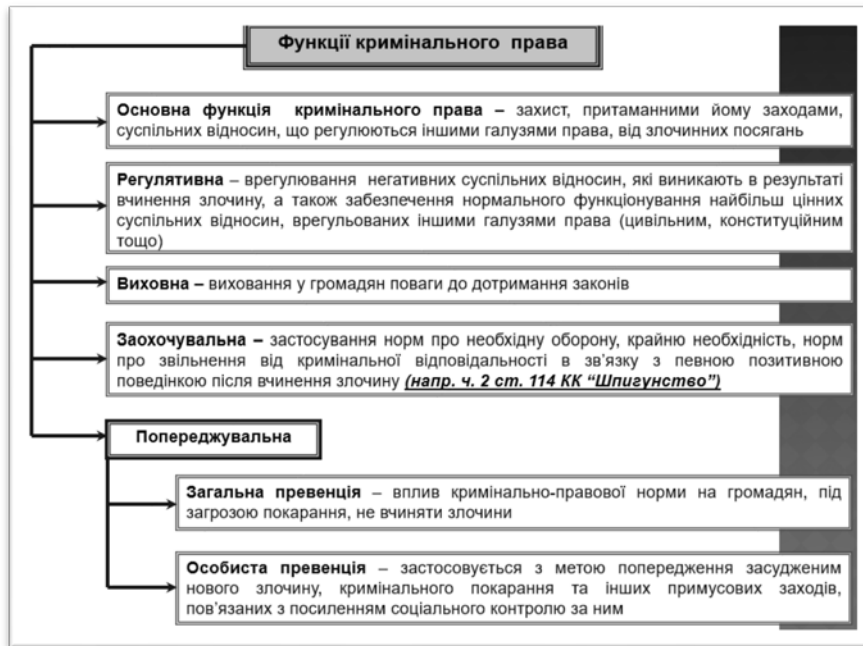 Функції кримінального права
Основна функція кримінального права – захист, притаманними йому заходами,
суспільних відносин, що регулюються іншими галузями права, від злочинних посягань
Регулятивна – врегулювання негативних суспільних відносин, які виникають в результаті
вчинення злочину, а також забезпечення нормального функціонування найбільш цінних
суспільних відносин, врегульованих іншими галузями права (цивільним, конституційним
тощо)
Виховна – виховання у громадян поваги до дотримання законів
Заохочувальна – застосування норм про необхідну оборону, крайню необхідність, норм
про звільнення від кримінальної відповідальності в зв'язку з певною позитивною
поведінкою після вчинення злочину (напр. ч. 2 ст. 114 КК “Шпигунство”)
Попереджувальна
Загальна превенція – вплив кримінально-правової норми на громадян, під
загрозою покарання, не вчиняти злочини
Особиста превенція – застосовується з метою попередження засудженим
нового злочину, кримінального покарання та інших примусових заходів,
пов'язаних з посиленням соціального контролю за ним